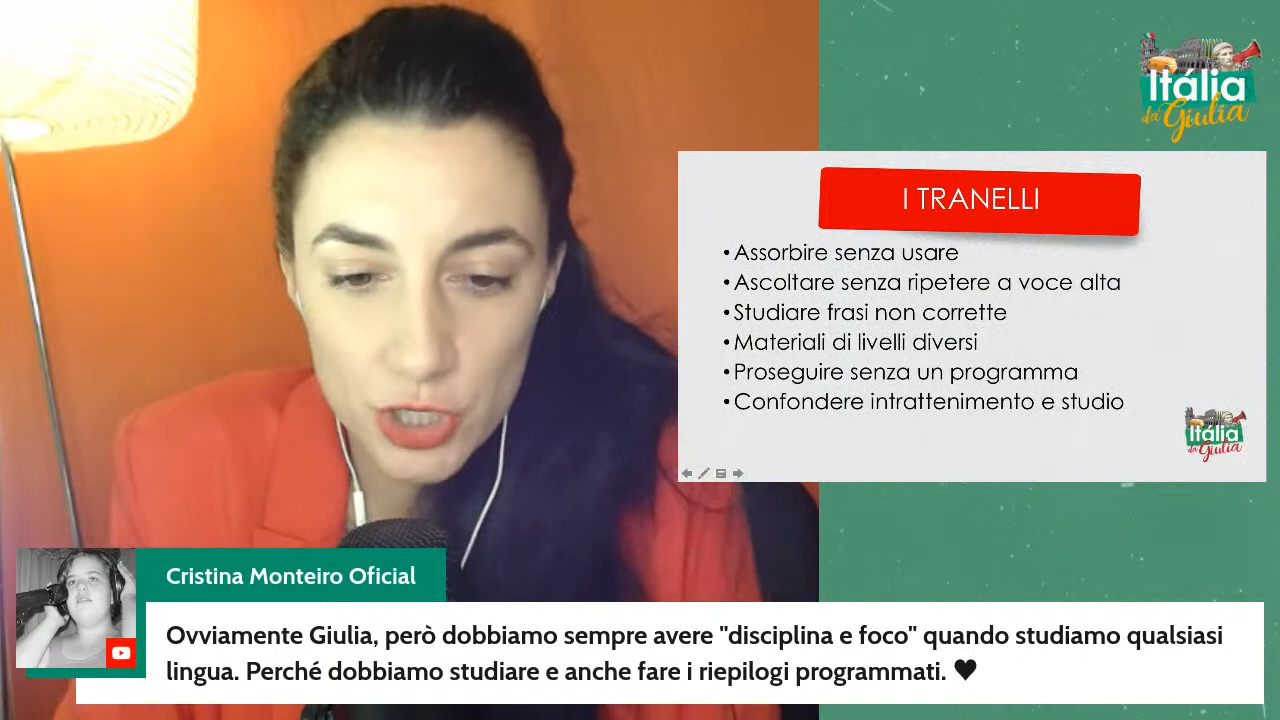 Itália
da Giulia
I TRANELLI
• Assorbire senza usare
• Ascoltare senza ripetere a voce alta
• Studiare frasi non corrette
• Materiali di livelli diversi
• Proseguire senza un programma
• Confondere intrattenimento e studio
Itália
da Giulia
Cristina Monteiro Oficial
Ovviamente Giulia, però dobbiamo sempre avere "disciplina e foco" quando studiamo qualsiasi
lingua. Perché dobbiamo studiare e anche fare i riepilogi programmati. ♥